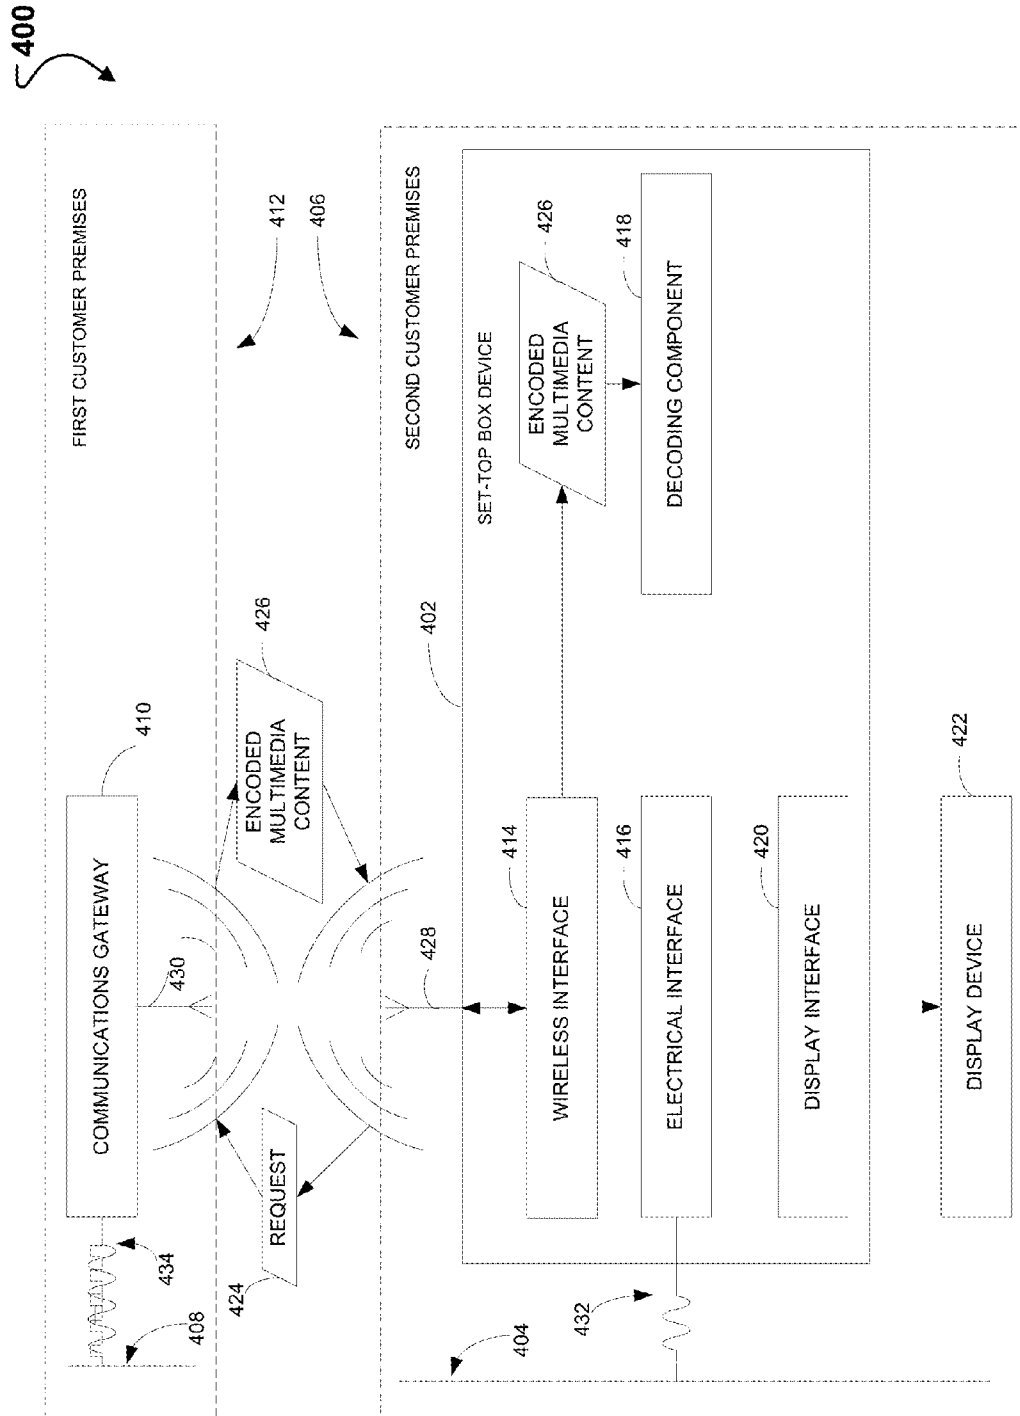 400
FIRST CUSTOMER PREMISES
412
406
410
COMMUNICATIONS GATEWAY
430
434
408
426
ENCODED
MULTIMEDIA
CONTENT
REQUEST
424
SECOND CUSTOMER PREMISES
402
428
SET-TOP BOX DEVICE
426
ENCODED
MULTIMEDIA
CONTENT
418
DECODING COMPONENT
414
WIRELESS INTERFACE
416
ELECTRICAL INTERFACE
420
DISPLAY INTERFACE
432
404
422
DISPLAY DEVICE